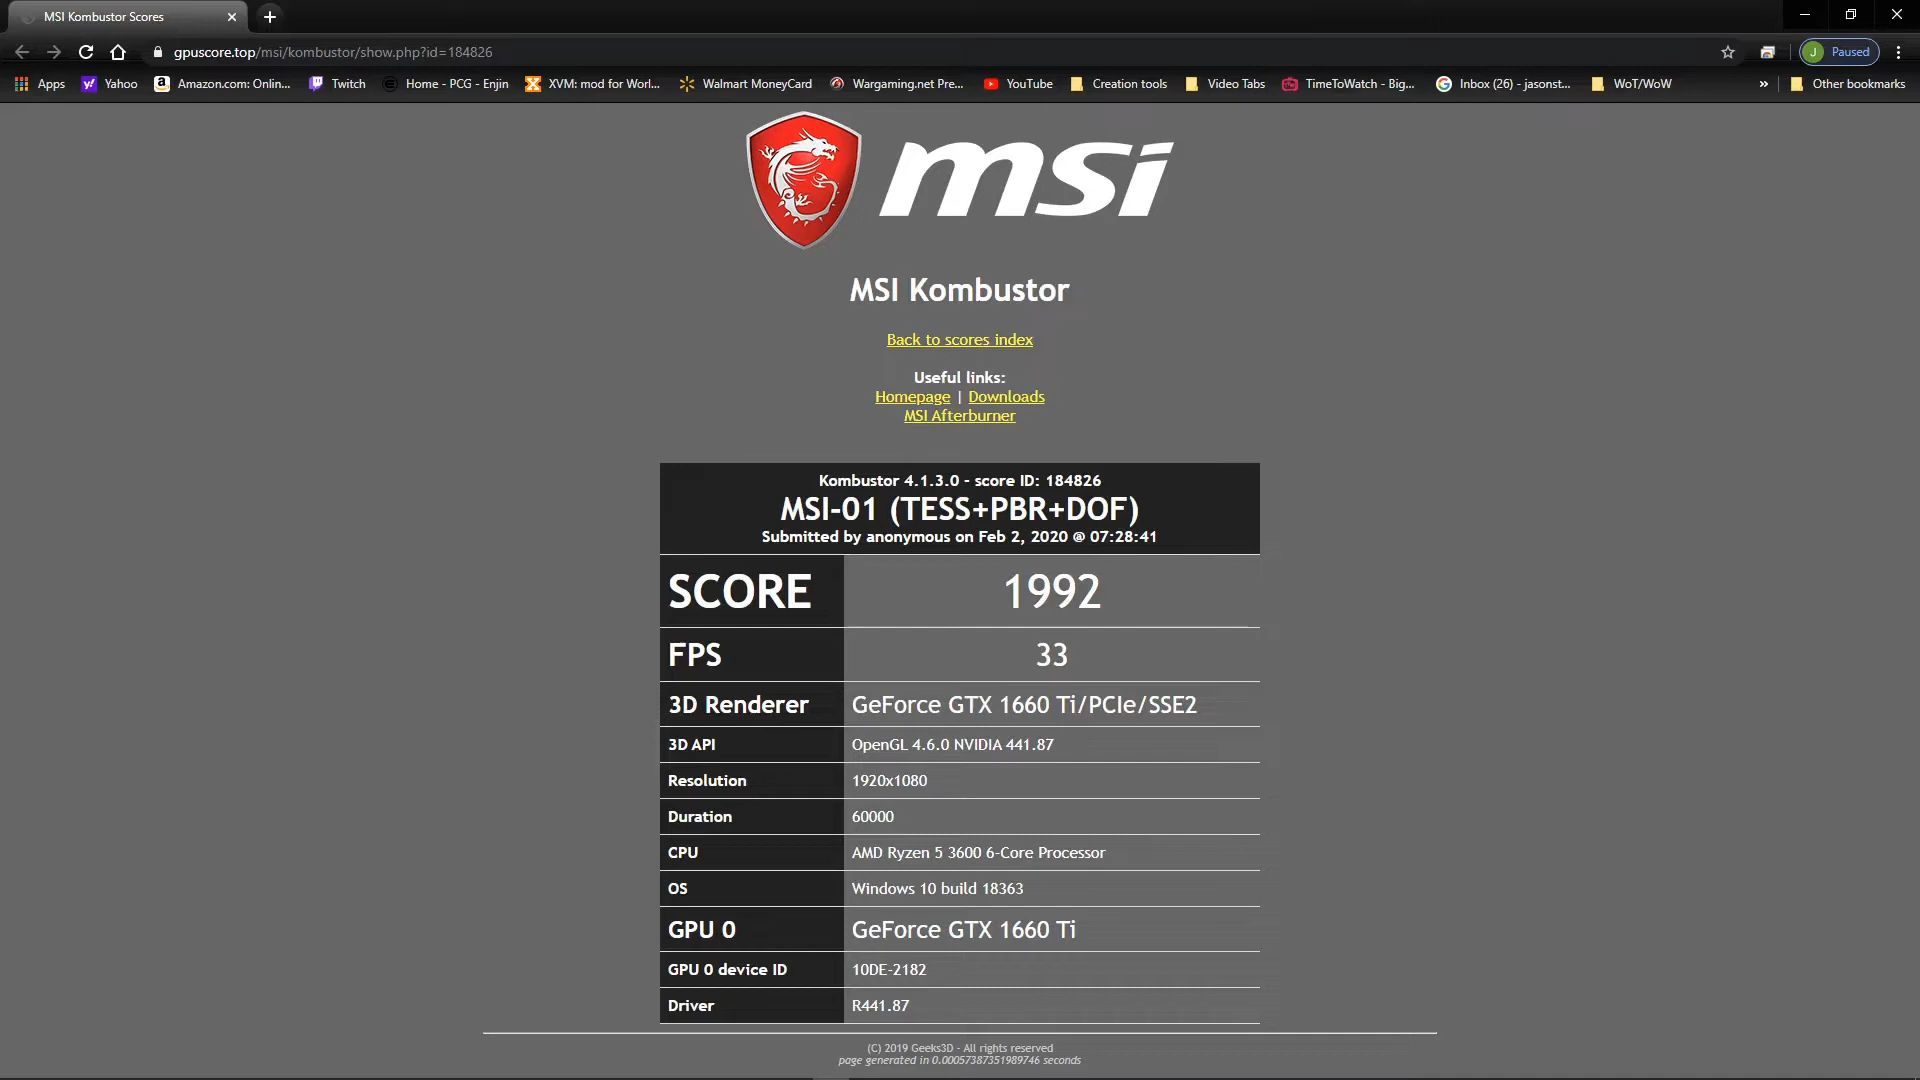 MSI Kombustor Scores
gpuscore.top/msi/kombustor/show.php?id=184826
J Paused
Apps Yahoo Amazon.com: Onlin... Twitch Home - PCG - Enjin XVM: mod for Worl... Walmart MoneyCard Wargaming.net Pre... YouTube Creation tools Video Tabs TimeToWatch - Big... Inbox (26) - jasonst... WoT/WoW » Other bookmarks
msi
MSI Kombustor
Back to scores index
Useful links:
Homepage | Downloads
MSI Afterburner
Kombustor 4.1.3.0 - score ID: 184826
MSI-01 (TESS+PBR+DOF)
Submitted by anonymous on Feb 2, 2020 @ 07:28:41
SCORE 1992
FPS 33
3D Renderer GeForce GTX 1660 Ti/PCIe/SSE2
3D API OpenGL 4.6.0 NVIDIA 441.87
Resolution 1920x1080
Duration 60000
CPU AMD Ryzen 5 3600 6-Core Processor
OS Windows 10 build 18363
GPU 0 GeForce GTX 1660 Ti
GPU 0 device ID 10DE-2182
Driver R441.87
(C) 2019 Geeks3D - All rights reserved
page generated in 0.00057387351989746 seconds